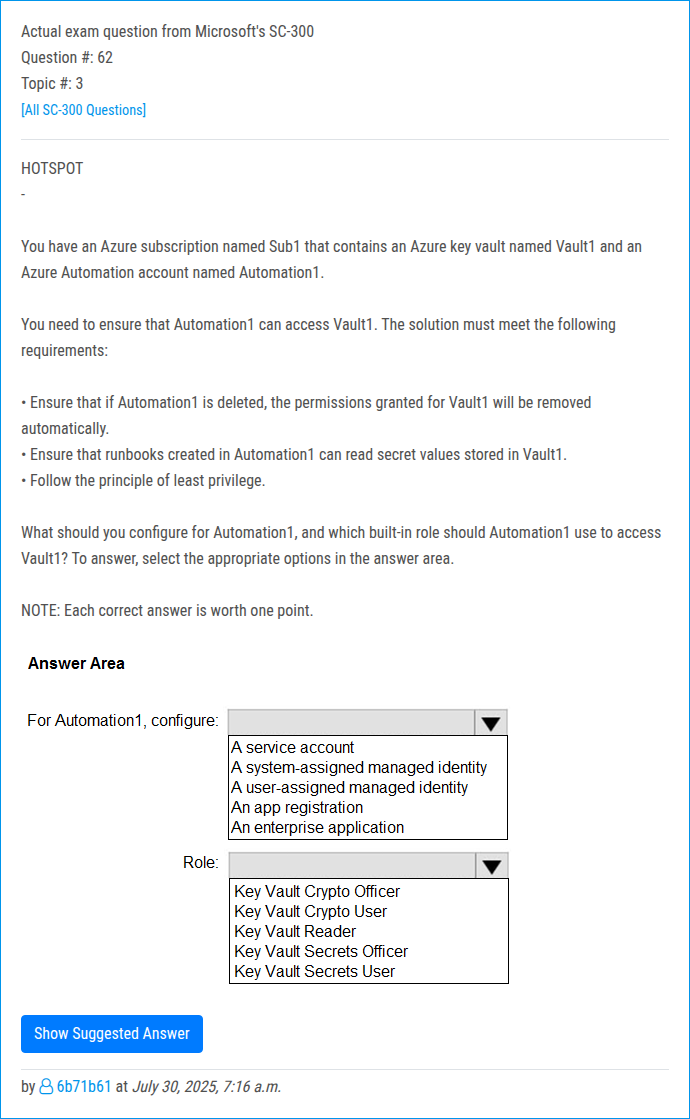 Actual exam question from Microsoft's SC-300
Question #: 62
Topic #: 3
[All SC-300 Questions]
HOTSPOT
-
You have an Azure subscription named Sub1 that contains an Azure key vault named Vault1 and an
Azure Automation account named Automation1.
You need to ensure that Automation1 can access Vault1. The solution must meet the following
requirements:
• Ensure that if Automation1 is deleted, the permissions granted for Vault1 will be removed
automatically.
• Ensure that runbooks created in Automation1 can read secret values stored in Vault1.
• Follow the principle of least privilege.
What should you configure for Automation1, and which built-in role should Automation1 use to access
Vault1? To answer, select the appropriate options in the answer area.
NOTE: Each correct answer is worth one point.
Answer Area
For Automation1, configure:
A service account
A system-assigned managed identity
A user-assigned managed identity
An app registration
An enterprise application
Role:
Key Vault Crypto Officer
Key Vault Crypto User
Key Vault Reader
Key Vault Secrets Officer
Key Vault Secrets User
Show Suggested Answer
by 6b71b61 at July 30, 2025, 7:16 a.m.